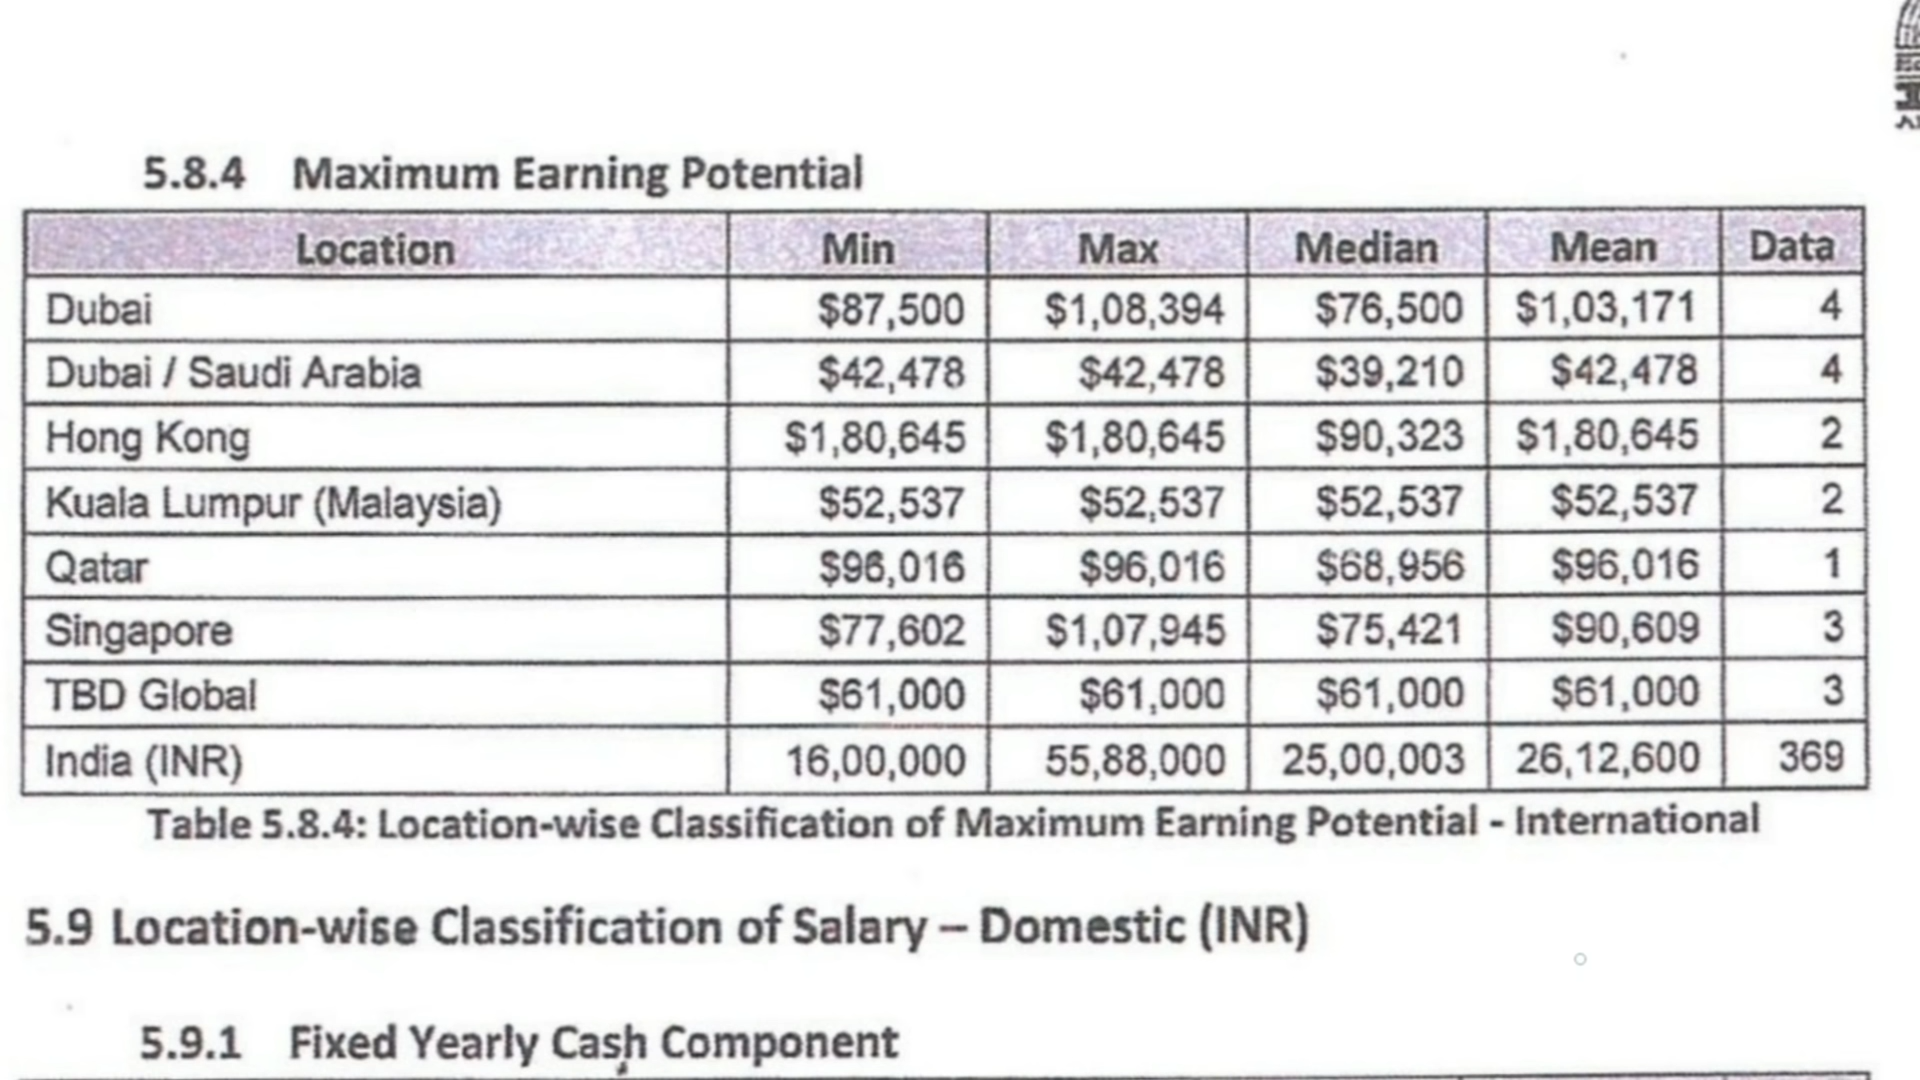 5.8.4 Maximum Earning Potential
Location Min Max Median Mean Data
Dubai $87,500 $1,08,394 $76,500 $1,03,171 4
Dubai / Saudi Arabia $42,478 $42,478 $39,210 $42,478 4
Hong Kong $1,80,645 $1,80,645 $90,323 $1,80,645 2
Kuala Lumpur (Malaysia) $52,537 $52,537 $52,537 $52,537 2
Qatar $96,016 $96,016 $68,956 $96,016 1
Singapore $77,602 $1,07,945 $75,421 $90,609 3
TBD Global $61,000 $61,000 $61,000 $61,000 3
India (INR) 16,00,000 55,88,000 25,00,003 26,12,600 369
Table 5.8.4: Location-wise Classification of Maximum Earning Potential - International
5.9 Location-wise Classification of Salary – Domestic (INR)
5.9.1 Fixed Yearly Cash Component